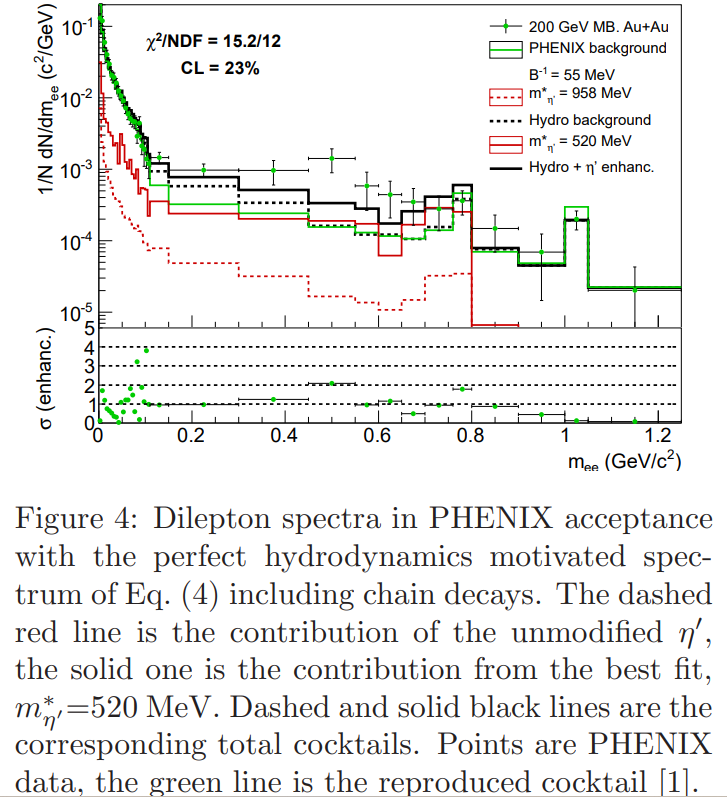 10⁻¹
10⁻²
10⁻³
10⁻⁴
10⁻⁵
1/N dN/dm_ee (c²/GeV)
χ²/NDF = 15.2/12
CL = 23%
200 GeV MB. Au+Au
PHENIX background
B⁻¹ = 55 MeV
m*_η' = 958 MeV
Hydro background
m*_η' = 520 MeV
Hydro + η' enhanc.
5
4
3
2
1
0
σ (enhanc.)
0 0.2 0.4 0.6 0.8 1 1.2
m_ee (GeV/c²)
Figure 4: Dilepton spectra in PHENIX acceptance
with the perfect hydrodynamics motivated spec-
trum of Eq. (4) including chain decays. The dashed
red line is the contribution of the unmodified η′,
the solid one is the contribution from the best fit,
m*_η′=520 MeV. Dashed and solid black lines are the
corresponding total cocktails. Points are PHENIX
data, the green line is the reproduced cocktail [1].